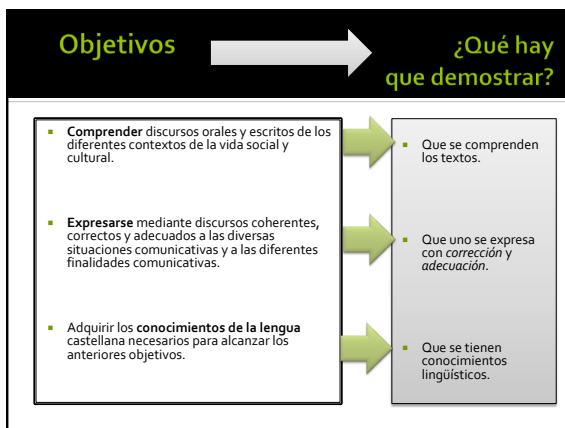 Objetivos
¿Qué hay
que demostrar?
▪ Comprender discursos orales y escritos de los
diferentes contextos de la vida social y
cultural.
▪ Que se comprenden
los textos.
▪ Expresarse mediante discursos coherentes,
correctos y adecuados a las diversas
situaciones comunicativas y a las diferentes
finalidades comunicativas.
▪ Que uno se expresa
con corrección y
adecuación.
▪ Adquirir los conocimientos de la lengua
castellana necesarios para alcanzar los
anteriores objetivos.
▪ Que se tienen
conocimientos
lingüísticos.